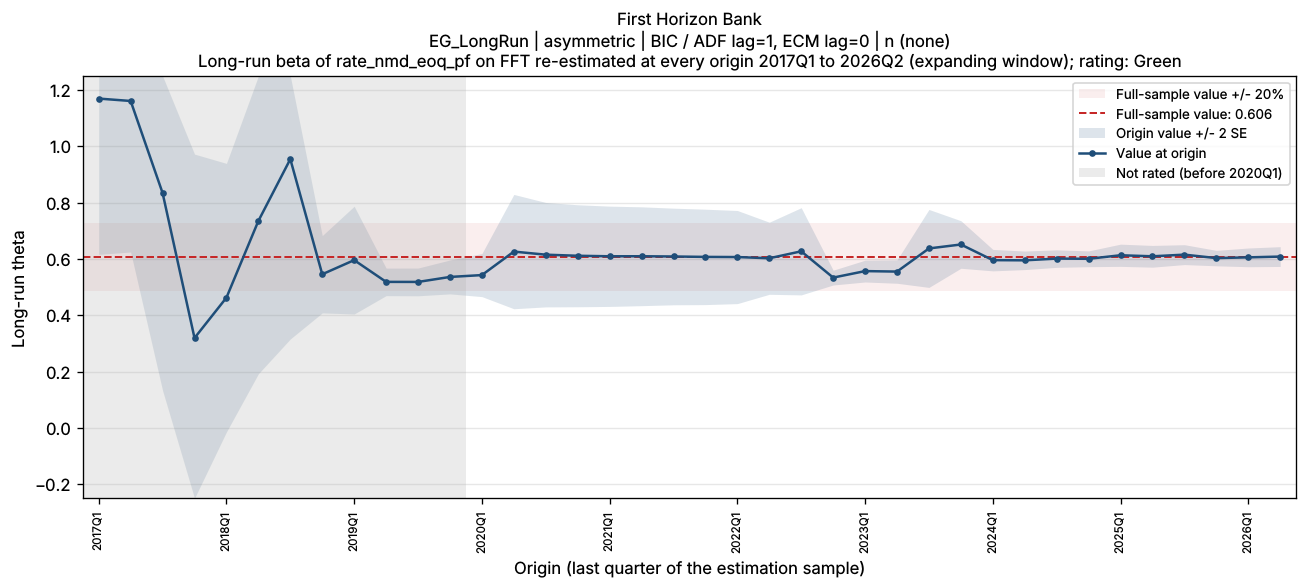 First Horizon Bank
EG_LongRun | asymmetric | BIC / ADF lag=1, ECM lag=0 | n (none)
Long-run beta of rate_nmd_eoq_pf on FFT re-estimated at every origin 2017Q1 to 2026Q2 (expanding window); rating: Green
Full-sample value +/- 20%
Full-sample value: 0.606
Origin value +/- 2 SE
Value at origin
Not rated (before 2020Q1)
Long-run theta
1.2
1.0
0.8
0.6
0.4
0.2
0.0
−0.2
2017Q1
2018Q1
2019Q1
2020Q1
2021Q1
2022Q1
2023Q1
2024Q1
2025Q1
2026Q1
Origin (last quarter of the estimation sample)